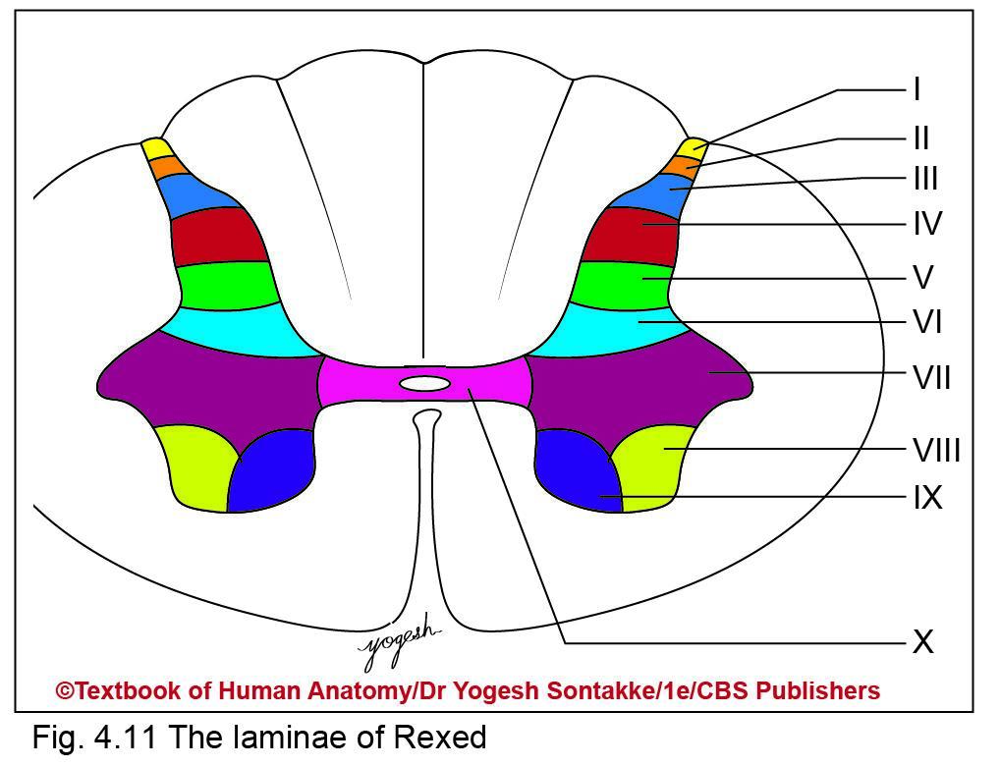 I
II
III
IV
V
VI
VII
VIII
IX
X
yogesh
©Textbook of Human Anatomy/Dr Yogesh Sontakke/1e/CBS Publishers
Fig. 4.11 The laminae of Rexed